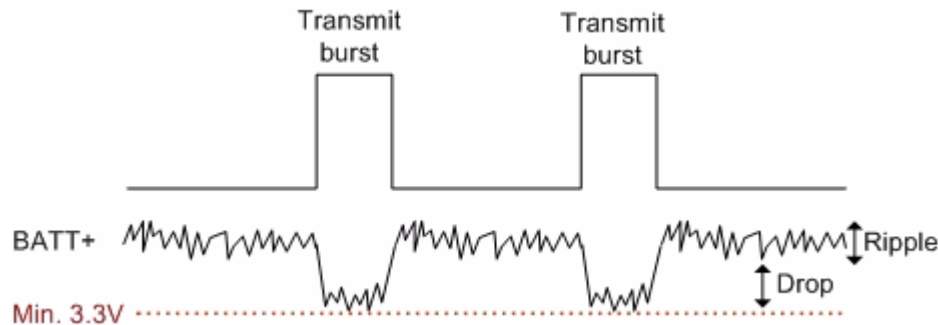 Transmit
burst
Transmit
burst
BATT+
Ripple
Drop
Min. 3.3V